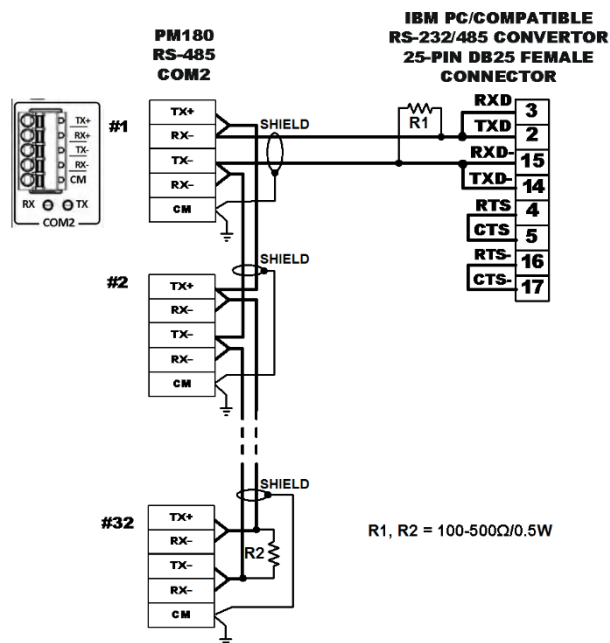 PM180
RS-485
COM2
IBM PC/COMPATIBLE
RS-232/485 CONVERTOR
25-PIN DB25 FEMALE
CONNECTOR
#1
TX+
RX+
TX-
RX-
CM
RX TX
COM2
TX+
RX–
TX–
RX–
CM
SHIELD
R1
RXD 3
TXD 2
RXD- 15
TXD- 14
RTS 4
CTS 5
RTS- 16
CTS- 17
#2
SHIELD
TX+
RX–
TX–
RX–
CM
#32
SHIELD
TX+
RX–
TX–
RX–
CM
R2
R1, R2 = 100-500Ω/0.5W